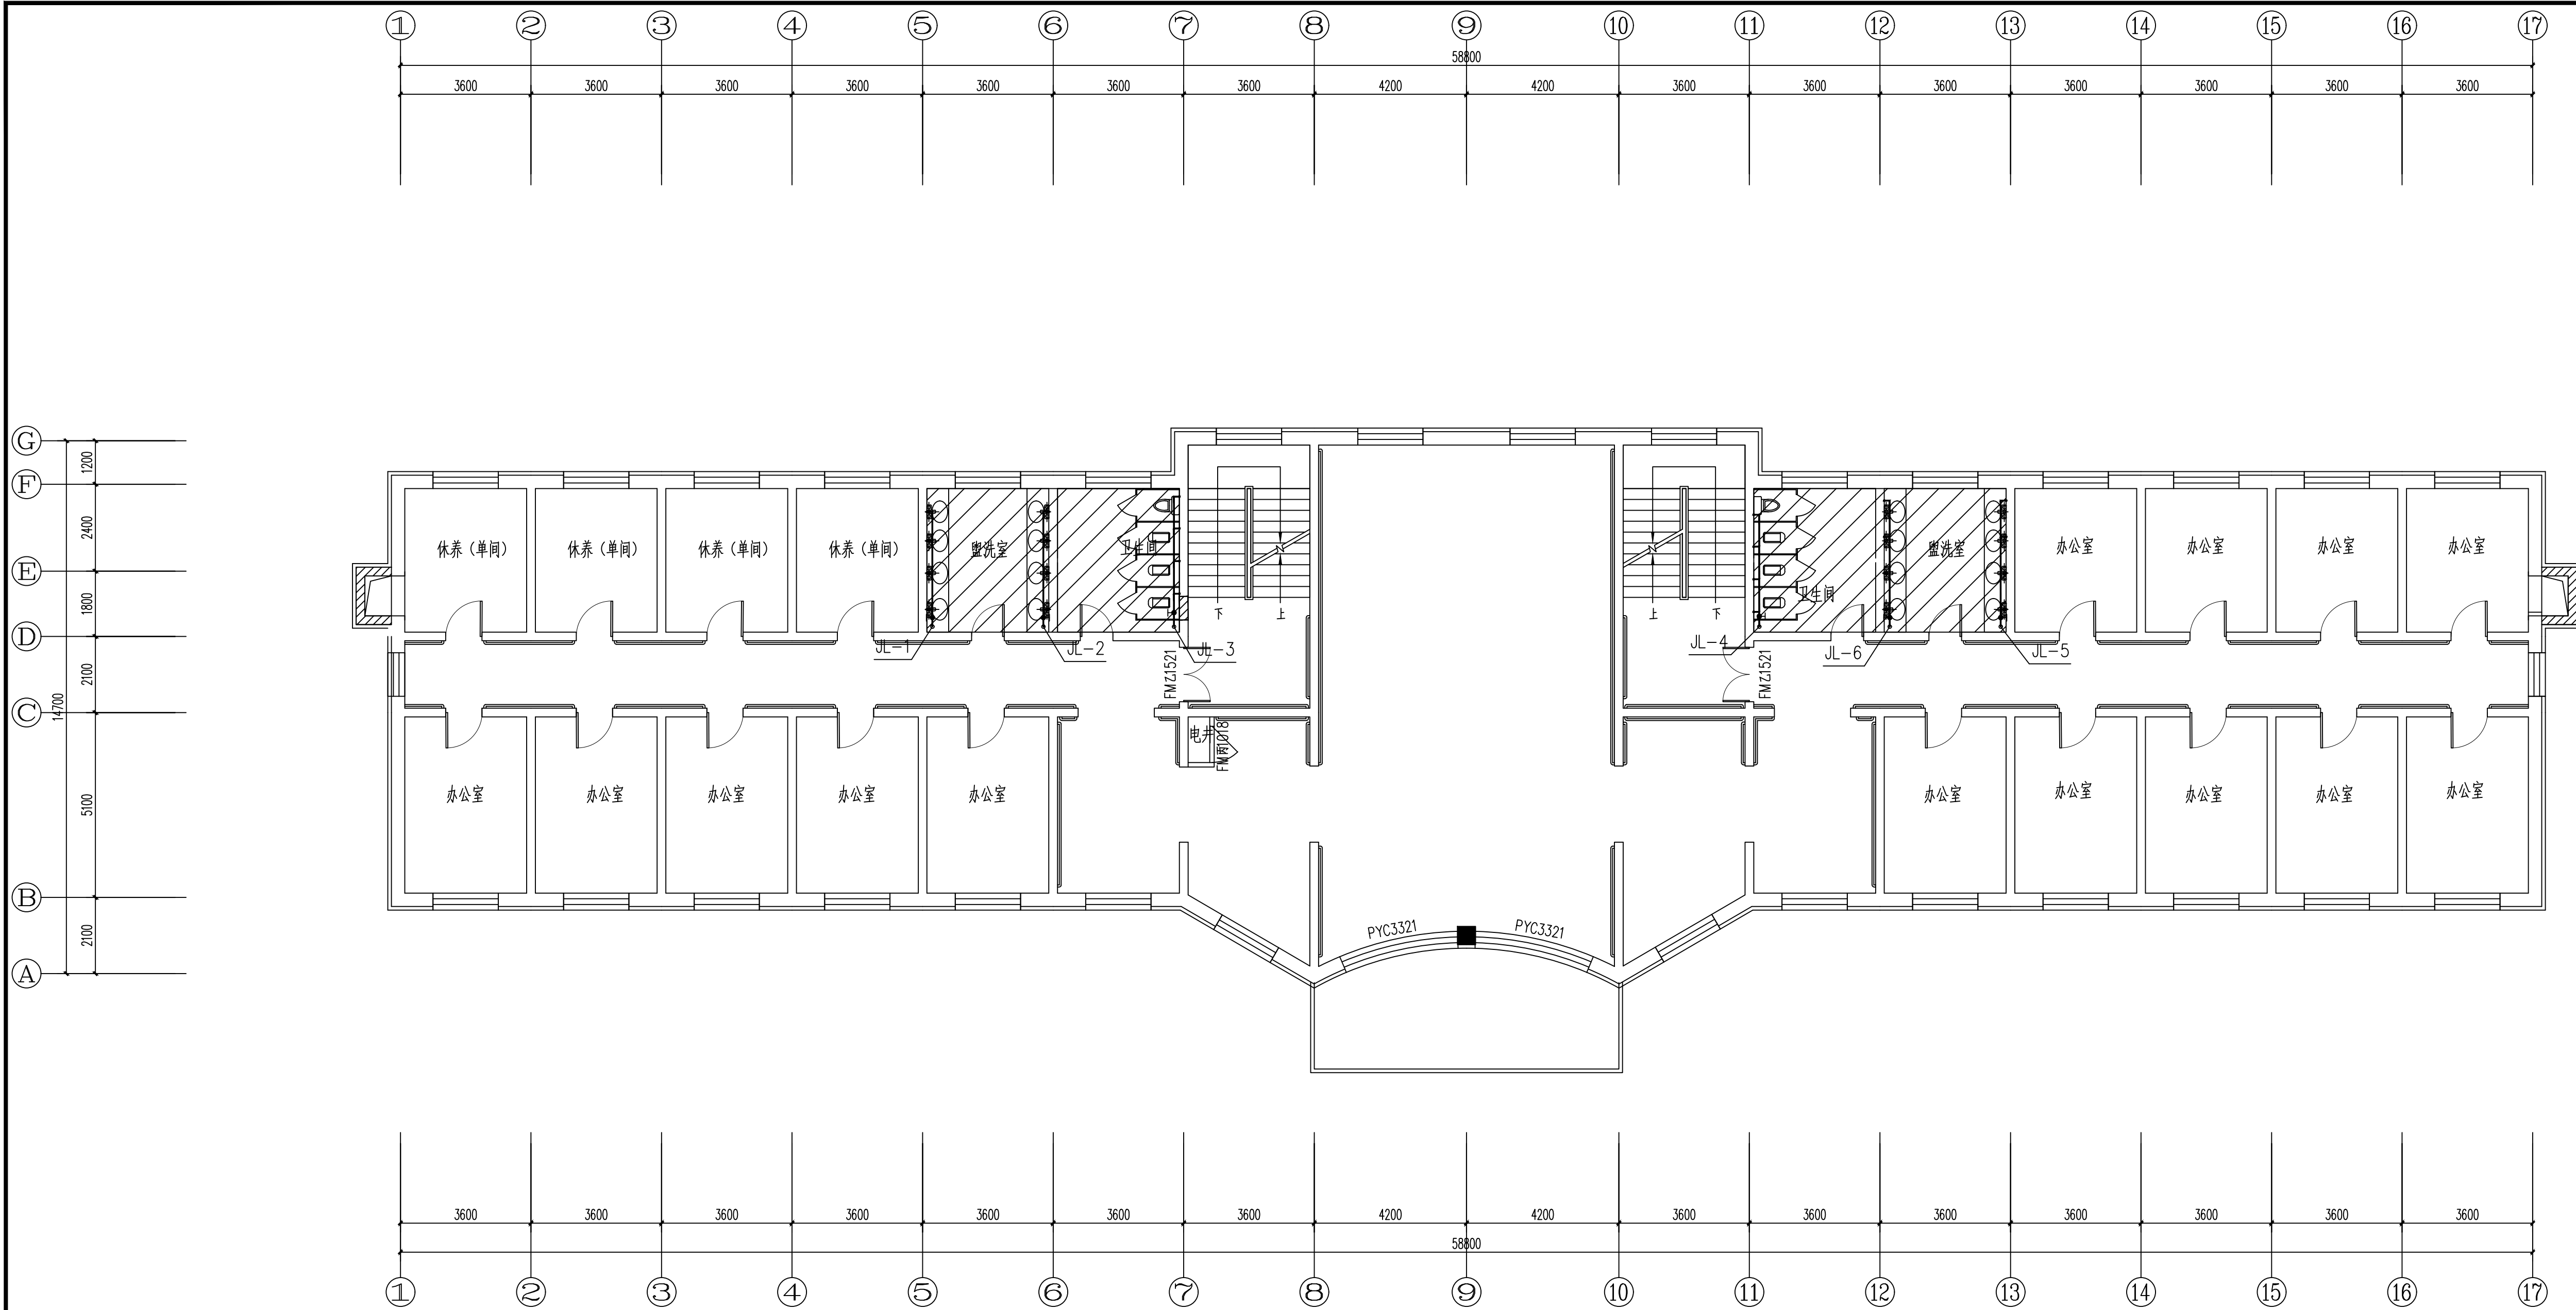 1 2 3 4 5 6 7 8 9 10 11 12 13 14 15 16 17
58800
3600 3600 3600 3600 3600 3600 3600 4200 4200 3600 3600 3600 3600 3600 3600 3600
G
1200
F
2400
休养（单间） 休养（单间） 休养（单间） 休养（单间） 盥洗室 卫生间 盥洗室 办公室 办公室 办公室 办公室
E
1800
卫生间
下 上 上 下
D
JL-1 JL-2 JL-3 JL-4 JL-6 JL-5
2100
FMZ1521 FMZ1521
14700
C
电井
FM丙1018
5100
办公室 办公室 办公室 办公室 办公室 办公室 办公室 办公室 办公室 办公室
B
2100
PYC3321 PYC3321
A
3600 3600 3600 3600 3600 3600 3600 4200 4200 3600 3600 3600 3600 3600 3600 3600
58800
1 2 3 4 5 6 7 8 9 10 11 12 13 14 15 16 17